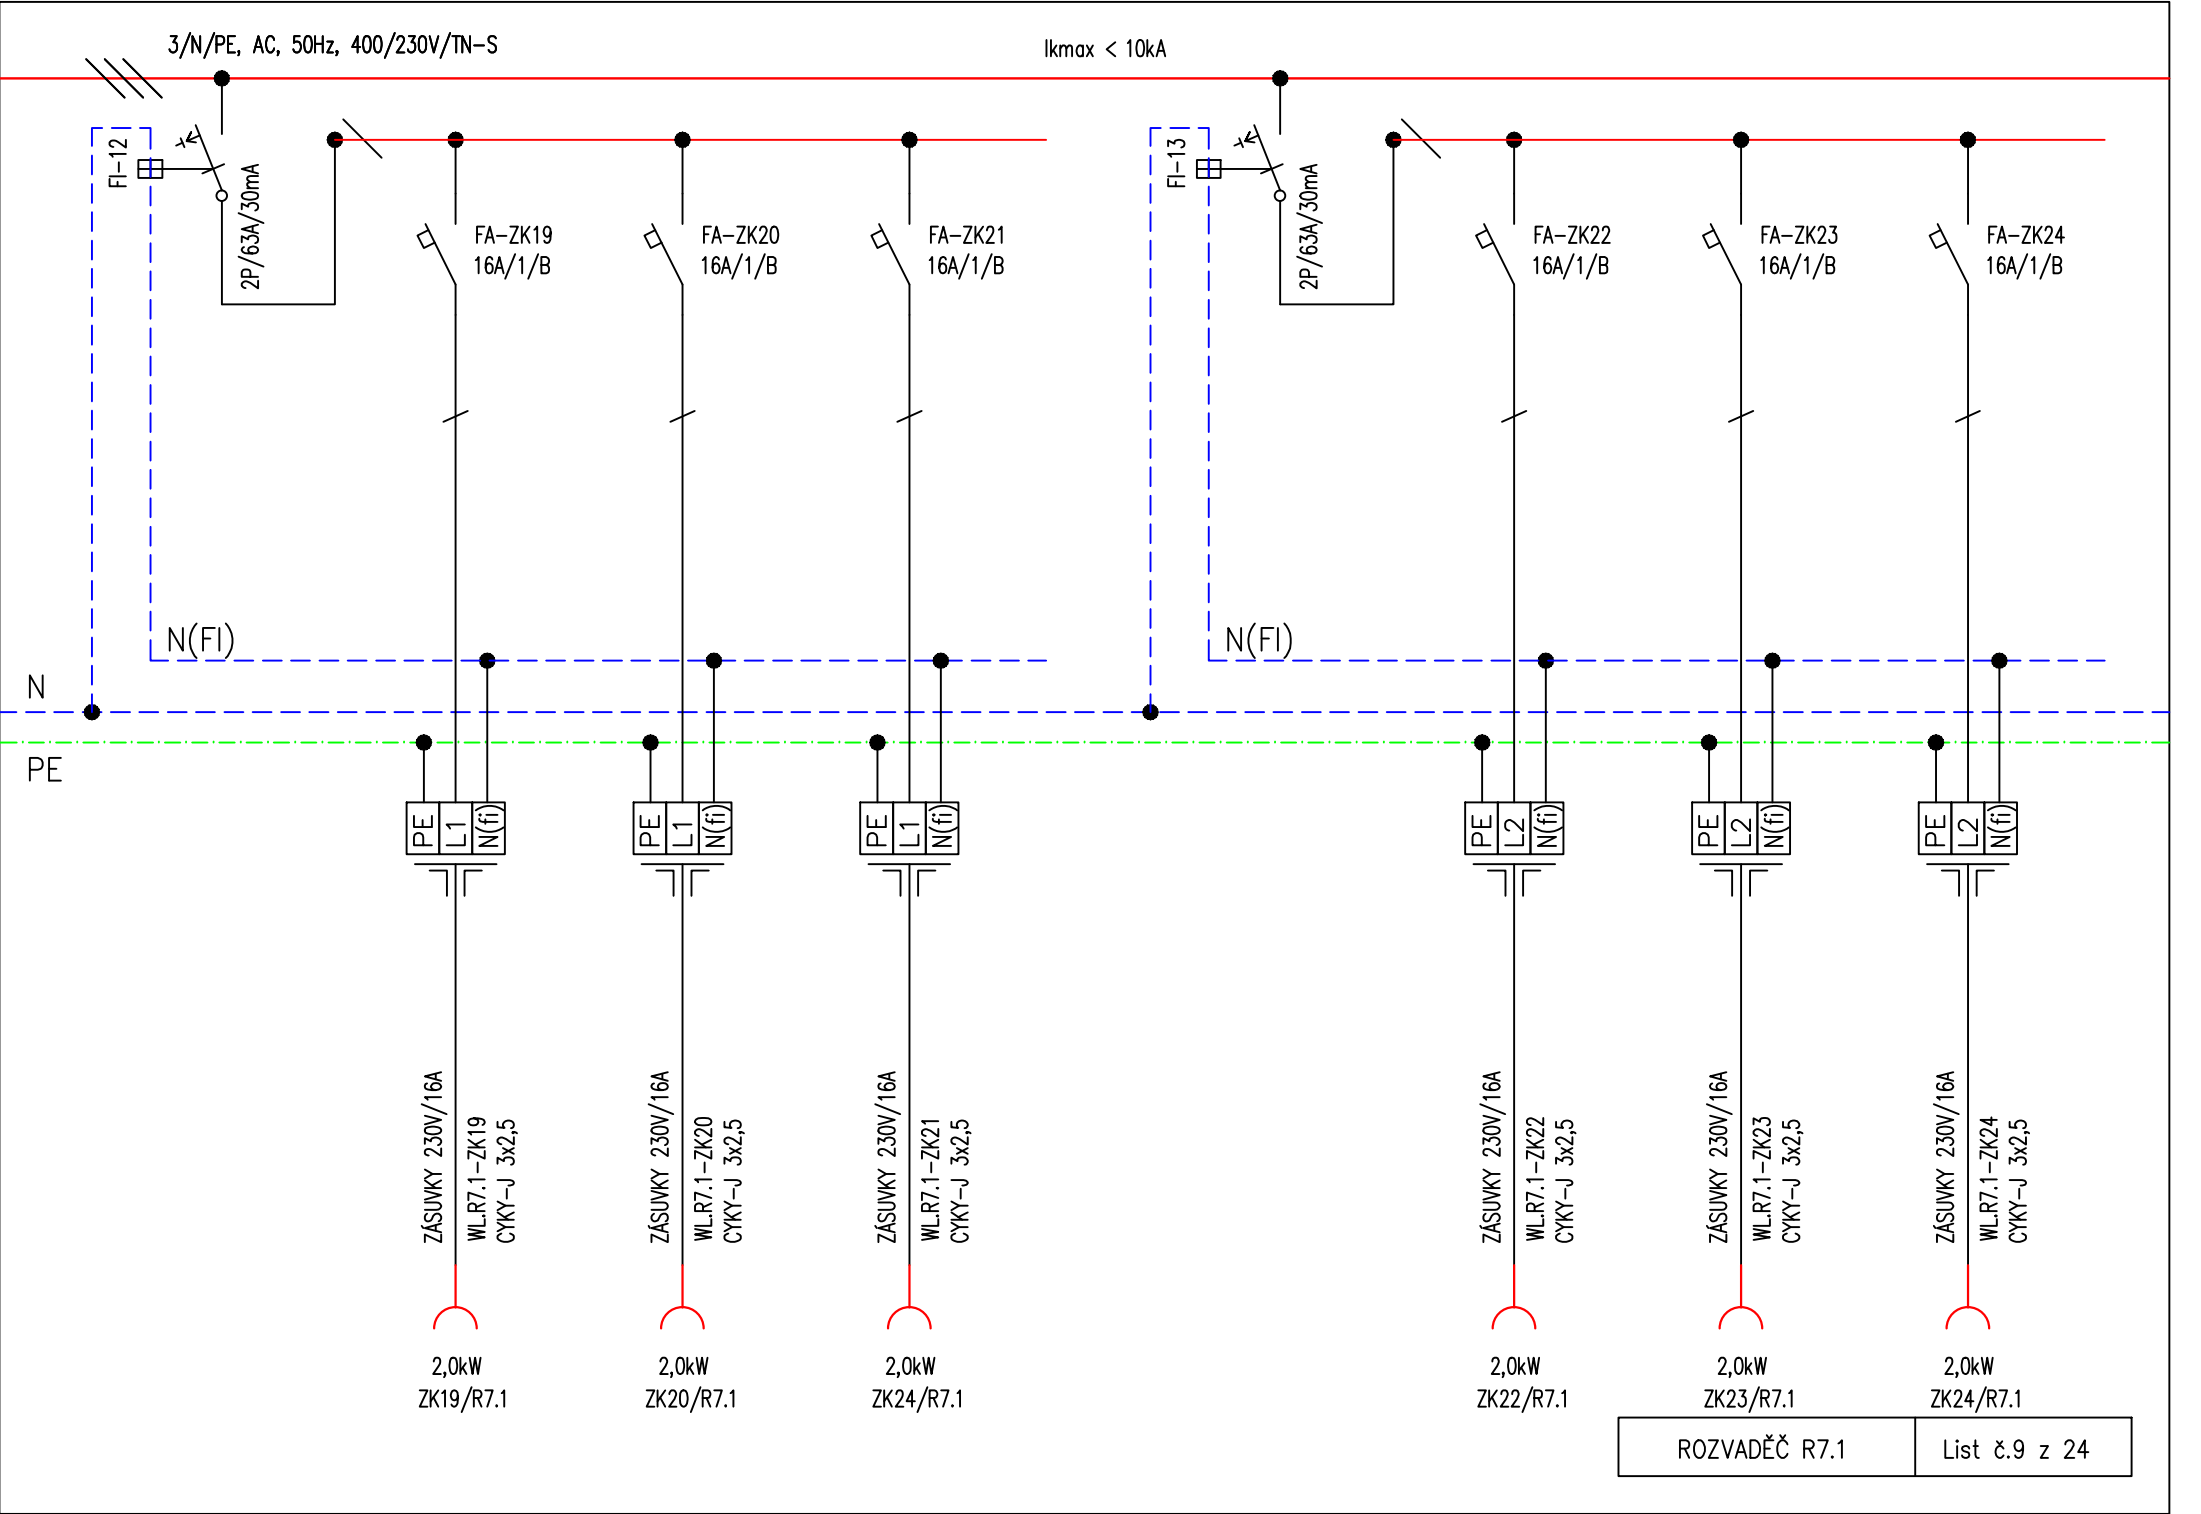 3/N/PE, AC, 50Hz, 400/230V/TN-S
Ikmax < 10kA
FI-12
2P/63A/30mA
FA-ZK19
16A/1/B
FA-ZK20
16A/1/B
FA-ZK21
16A/1/B
FI-13
2P/63A/30mA
FA-ZK22
16A/1/B
FA-ZK23
16A/1/B
FA-ZK24
16A/1/B
N(FI)
N(FI)
N
PE
PE L1 N(fi)
PE L1 N(fi)
PE L1 N(fi)
PE L2 N(fi)
PE L2 N(fi)
PE L2 N(fi)
ZÁSUVKY 230V/16A
WL.R7.1-ZK19
CYKY-J 3x2,5
ZÁSUVKY 230V/16A
WL.R7.1-ZK20
CYKY-J 3x2,5
ZÁSUVKY 230V/16A
WL.R7.1-ZK21
CYKY-J 3x2,5
ZÁSUVKY 230V/16A
WL.R7.1-ZK22
CYKY-J 3x2,5
ZÁSUVKY 230V/16A
WL.R7.1-ZK23
CYKY-J 3x2,5
ZÁSUVKY 230V/16A
WL.R7.1-ZK24
CYKY-J 3x2,5
2,0kW
ZK19/R7.1
2,0kW
ZK20/R7.1
2,0kW
ZK24/R7.1
2,0kW
ZK22/R7.1
2,0kW
ZK23/R7.1
2,0kW
ZK24/R7.1
ROZVADĚČ R7.1
List č.9 z 24